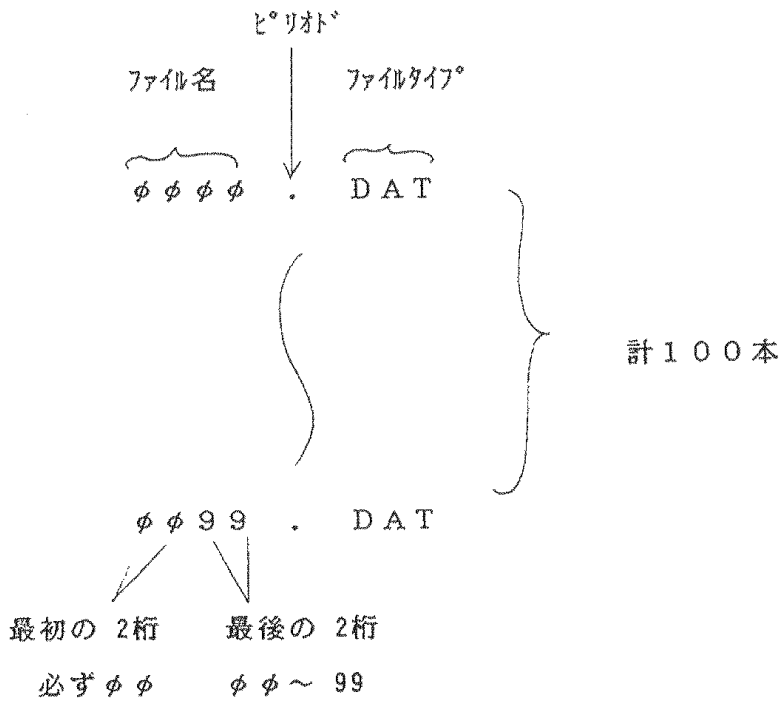 ピリオド
ファイル名 ファイルタイプ
φφφφ . DAT
計100本
φφ99 . DAT
最初の 2桁 最後の 2桁
必ずφφ φφ～99